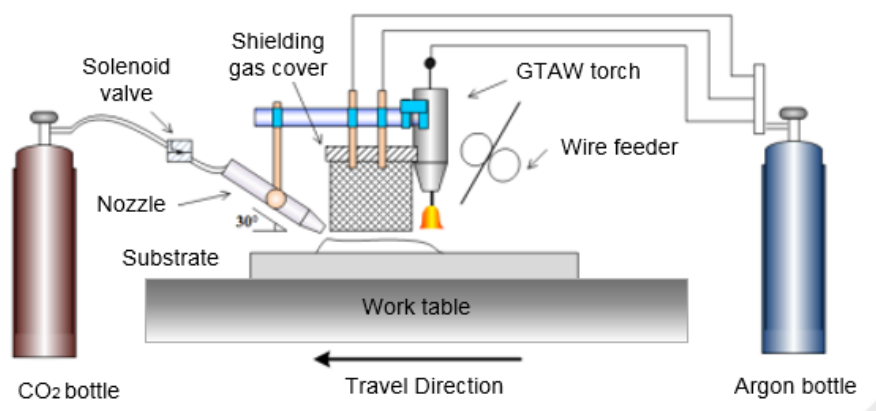 Shielding
gas cover
Solenoid
valve
GTAW torch
Wire feeder
Nozzle
30°
Substrate
Work table
CO₂ bottle
Travel Direction
Argon bottle